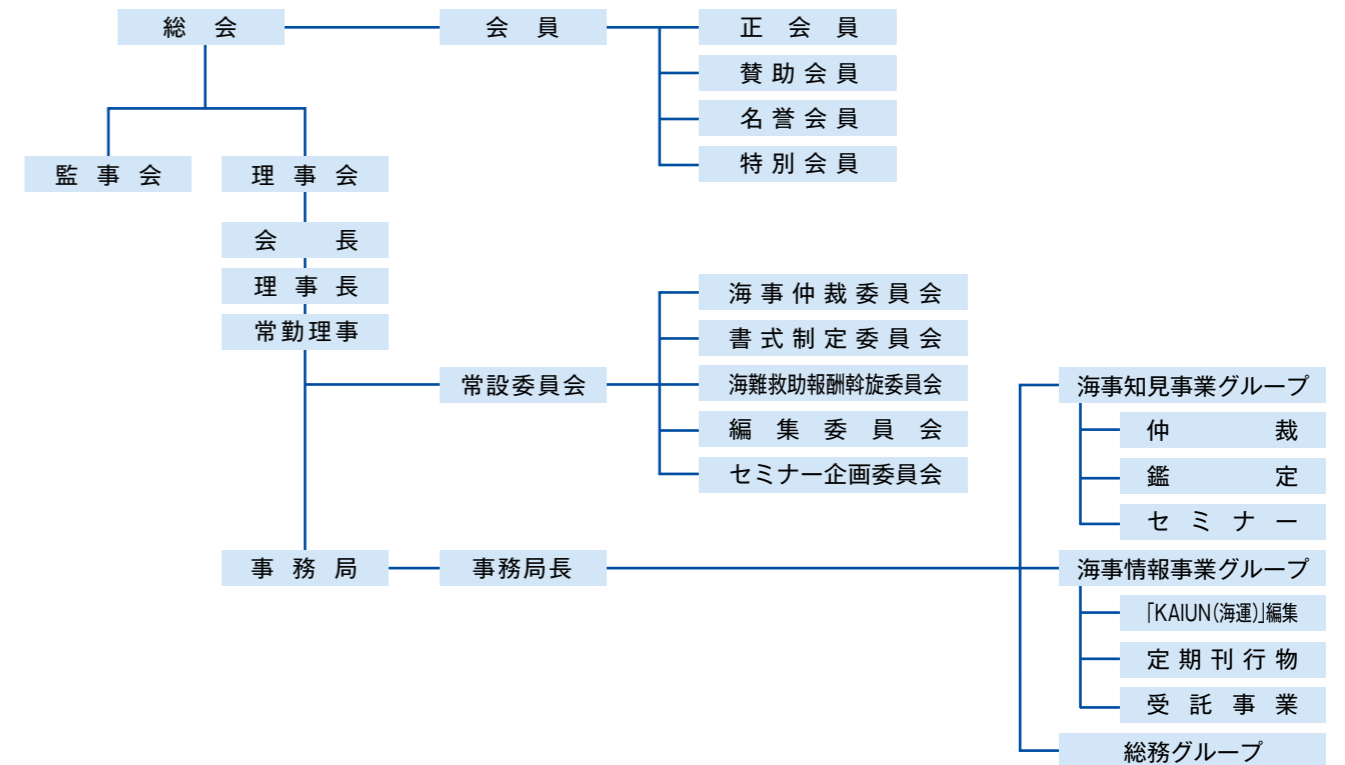 総会
会員
正会員
賛助会員
名誉会員
特別会員
監事会
理事会
会長
理事長
常勤理事
常設委員会
海事仲裁委員会
書式制定委員会
海難救助報酬斡旋委員会
編集委員会
セミナー企画委員会
事務局
事務局長
海事知見事業グループ
仲裁
鑑定
セミナー
海事情報事業グループ
「KAIUN(海運)」編集
定期刊行物
受託事業
総務グループ